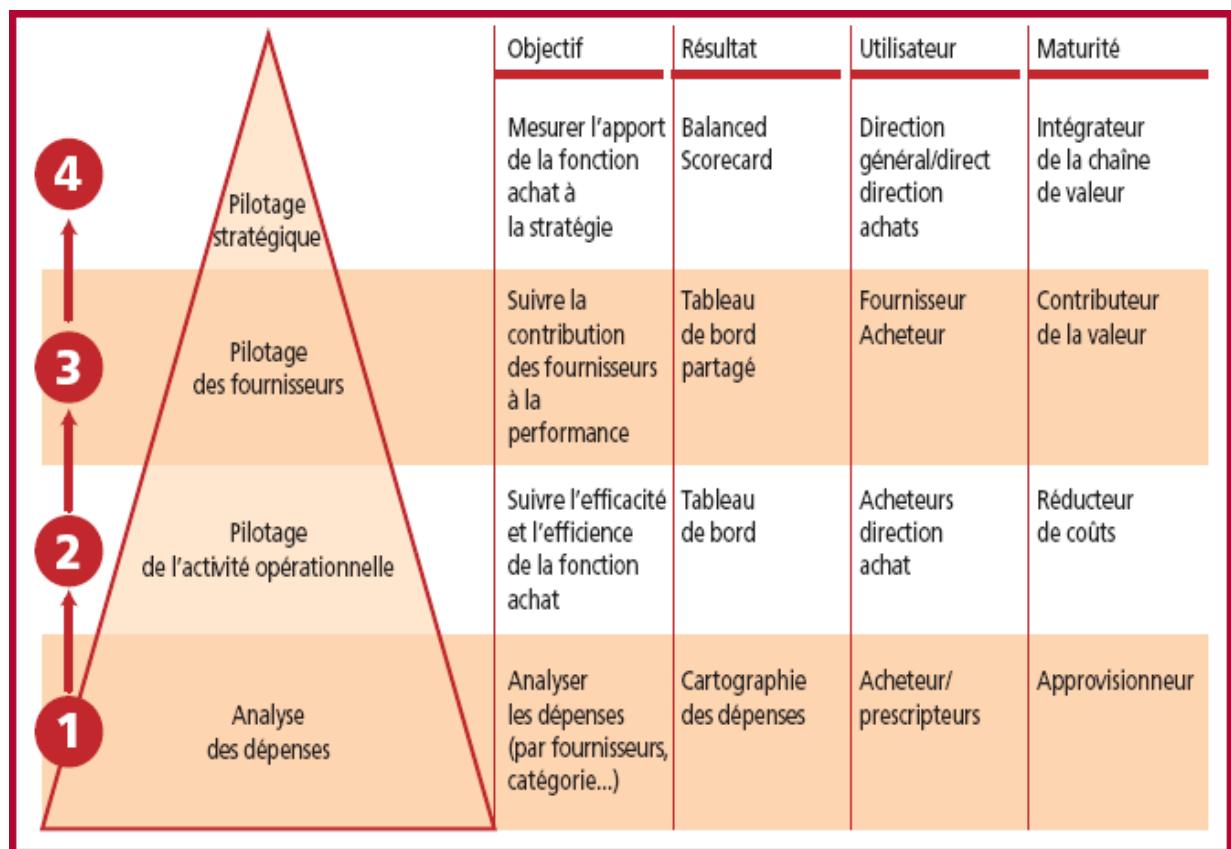 Objectif
Résultat
Utilisateur
Maturité
4
Pilotage
stratégique
Mesurer l'apport
de la fonction
achat à
la stratégie
Balanced
Scorecard
Direction
général/direct
direction
achats
Intégrateur
de la chaîne
de valeur
3
Pilotage
des fournisseurs
Suivre la
contribution
des fournisseurs
à la
performance
Tableau
de bord
partagé
Fournisseur
Acheteur
Contributeur
de la valeur
2
Pilotage
de l'activité opérationnelle
Suivre l'efficacité
et l'efficience
de la fonction
achat
Tableau
de bord
Acheteurs
direction
achat
Réducteur
de coûts
1
Analyse
des dépenses
Analyser
les dépenses
(par fournisseurs,
catégorie...)
Cartographie
des dépenses
Acheteur/
prescripteurs
Approvisionneur